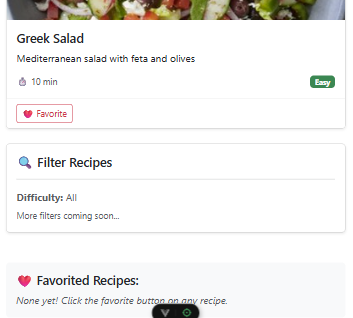 Greek Salad
Mediterranean salad with feta and olives
10 min
Easy
Favorite
Filter Recipes
Difficulty: All
More filters coming soon...
Favorited Recipes:
None yet! Click the favorite button on any recipe.